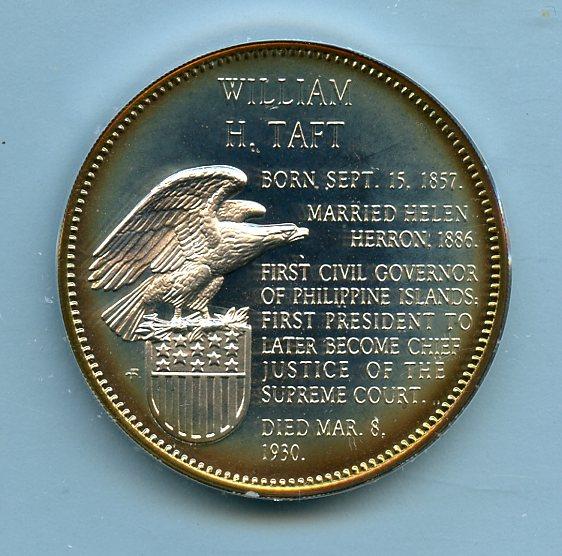 WILLIAM
H. TAFT
BORN SEPT. 15, 1857.
MARRIED HELEN
HERRON, 1886.
FIRST CIVIL GOVERNOR
OF PHILIPPINE ISLANDS;
FIRST PRESIDENT TO
LATER BECOME CHIEF
JUSTICE OF THE
SUPREME COURT.
DIED MAR. 8,
1930.